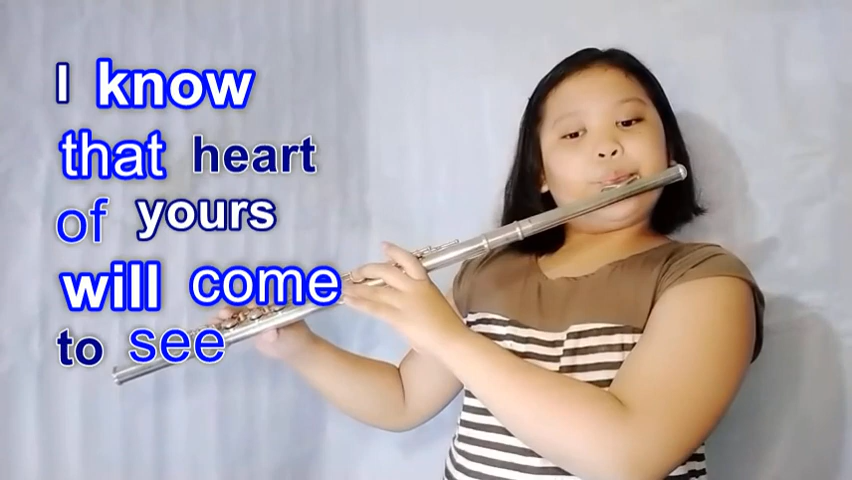 I know
that heart
of yours
will come
to see